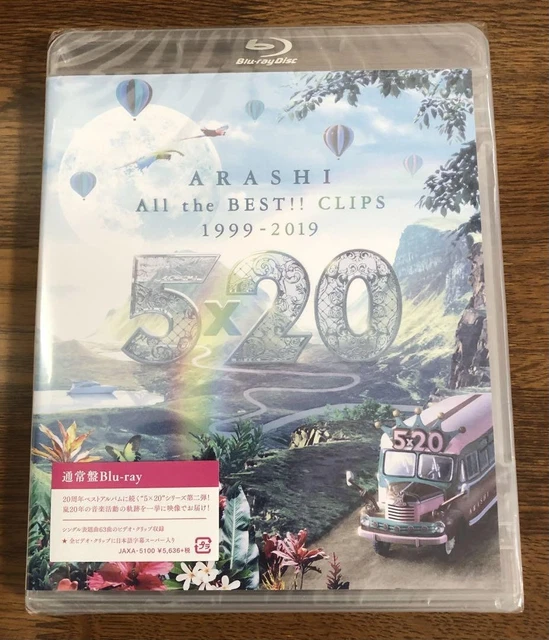 Blu-ray Disc
ARASHI
All the BEST!! CLIPS
1999-2019
5x20
5x20
通常盤Blu-ray
20周年ベストアルバムに続く"5×20"シリーズ第二弾!
嵐20年の音楽活動の軌跡を一挙に映像でお届け!
シングル表題曲63曲のビデオ・クリップ収録
★ 全ビデオ・クリップに日本語字幕スーパー入り
JAXA-5100 ¥5,636+税